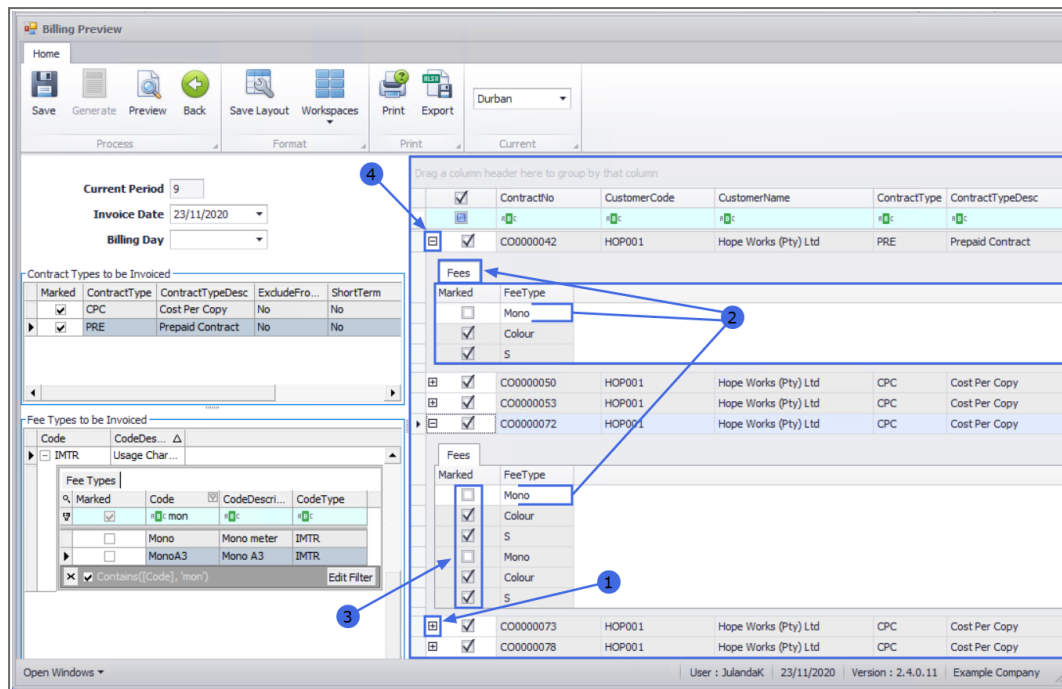 Billing Preview
Home
Save Generate Preview Back Save Layout Workspaces Print Export Durban
Process Format Print Current
Current Period 9
Invoice Date 23/11/2020
Billing Day
Contract Types to be Invoiced
Marked ContractType ContractTypeDesc ExcludeFro... ShortTerm
CPC Cost Per Copy No No
PRE Prepaid Contract No No
Fee Types to be Invoiced
Code CodeDes...
IMTR Usage Char...
Fee Types
Marked Code CodeDescri... CodeType
mon
Mono Mono meter IMTR
MonoA3 Mono A3 IMTR
Contains([Code], 'mon') Edit Filter
4
Drag a column header here to group by that column
ContractNo CustomerCode CustomerName ContractType ContractTypeDesc
CO0000042 HOP001 Hope Works (Pty) Ltd PRE Prepaid Contract
Fees
Marked FeeType
Mono
2
Colour
S
CO0000050 HOP001 Hope Works (Pty) Ltd CPC Cost Per Copy
CO0000053 HOP001 Hope Works (Pty) Ltd CPC Cost Per Copy
CO0000072 HOP001 Hope Works (Pty) Ltd CPC Cost Per Copy
Fees
Marked FeeType
Mono
Colour
S
Mono
Colour
1
S
3
CO0000073 HOP001 Hope Works (Pty) Ltd CPC Cost Per Copy
CO0000078 HOP001 Hope Works (Pty) Ltd CPC Cost Per Copy
Open Windows User : JulandaK 23/11/2020 Version : 2.4.0.11 Example Company